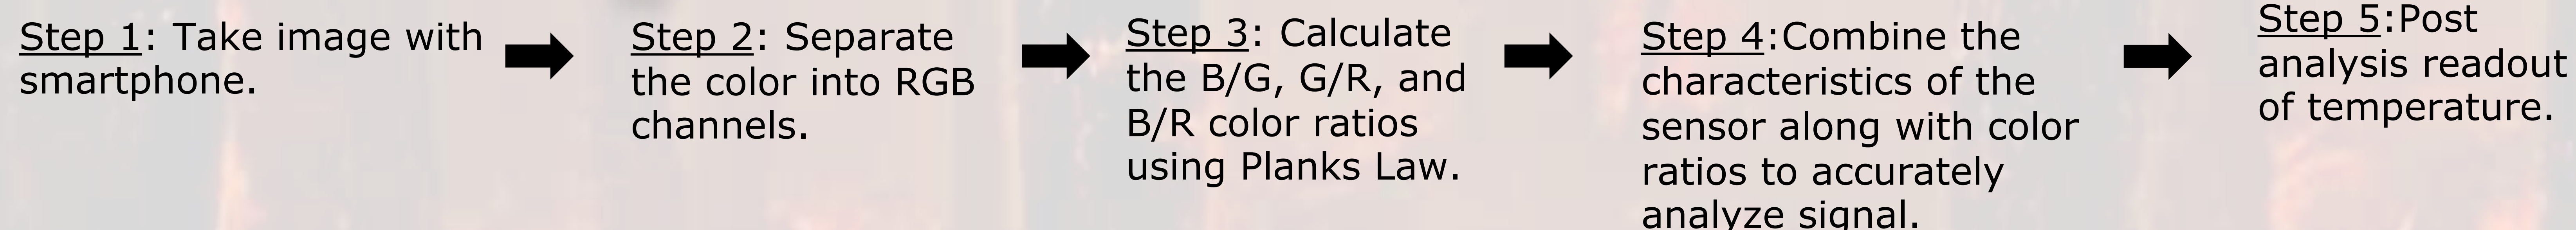 Step 1: Take image with
smartphone.
Step 2: Separate
the color into RGB
channels.
Step 3: Calculate
the B/G, G/R, and
B/R color ratios
using Planks Law.
Step 4:Combine the
characteristics of the
sensor along with color
ratios to accurately
analyze signal.
Step 5:Post
analysis readout
of temperature.